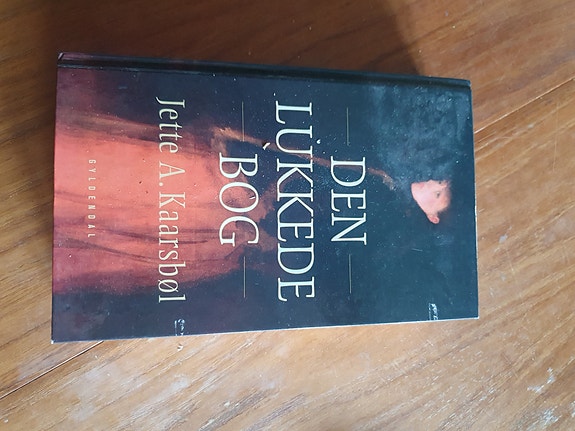 DEN
LUKKEDE
BOG
Jette A. Kaarsbøl
GYLDENDAL